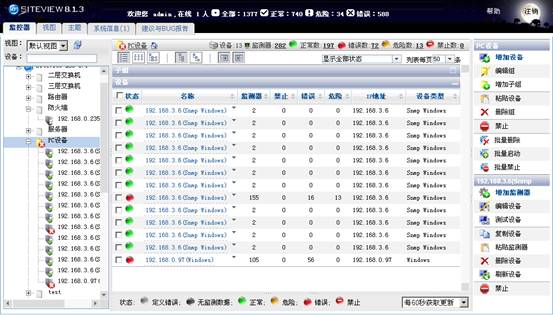 SITEVIEW 8.1.3
欢迎您 admin,在线 1 人 全部:1377 正常:740 危险:34 错误:588
帮助 注销
监控器 视图 主题 系统信息(1) 建议与BUG报告
视图: 默认视图
设备:
二层交换机
三层交换机
路由器
防火墙
192.168.0.235
服务器
PC设备
192.168.3.6(S
192.168.3.6(S
192.168.3.6(S
192.168.3.6(S
192.168.3.6(S
192.168.3.6(S
192.168.3.6(S
192.168.3.6(S
192.168.3.6(S
192.168.3.6(S
192.168.3.6(S
192.168.0.97(
test
PC设备 设备:13 监测器:282 正常数:197 错误数:72 危险数:13 禁止数:0
显示全部状态 列表每页50 条
子组
设备
状态 名称 监测器 禁止 错误 危险 IP地址 设备类型
192.168.3.6(Snmp Windows) 2 0 0 0 192.168.3.6 Snmp Windows
192.168.3.6(Snmp Windows) 2 0 0 0 192.168.3.6 Snmp Windows
192.168.3.6(Snmp Windows) 2 0 0 0 192.168.3.6 Snmp Windows
192.168.3.6(Snmp Windows) 2 0 0 0 192.168.3.6 Snmp Windows
192.168.3.6(Snmp Windows) 2 0 0 0 192.168.3.6 Snmp Windows
192.168.3.6(Snmp Windows) 2 0 0 0 192.168.3.6 Snmp Windows
192.168.3.6(Snmp Windows) 2 0 0 0 192.168.3.6 Snmp Windows
192.168.3.6(Snmp Windows) 155 0 16 13 192.168.3.6 Snmp Windows
192.168.3.6(Snmp Windows) 2 0 0 0 192.168.3.6 Snmp Windows
192.168.3.6(Snmp Windows) 2 0 0 0 192.168.3.6 Snmp Windows
192.168.3.6(Snmp Windows) 2 0 0 0 192.168.3.6 Snmp Windows
192.168.3.6(Snmp Windows) 2 0 0 0 192.168.3.6 Snmp Windows
192.168.0.97(Windows) 105 0 56 0 192.168.0.97 Windows
状态: 定义错误; 无监测数据; 正常; 危险; 错误; 禁止
每60秒获取更新
PC设备
增加设备
编辑组
增加子组
粘贴设备
删除组
禁止
批量删除
批量启动
批量禁止
192.168.3.6(Snmp
增加监测器
编辑设备
测试设备
复制设备
粘贴监测器
删除设备
刷新设备
禁止